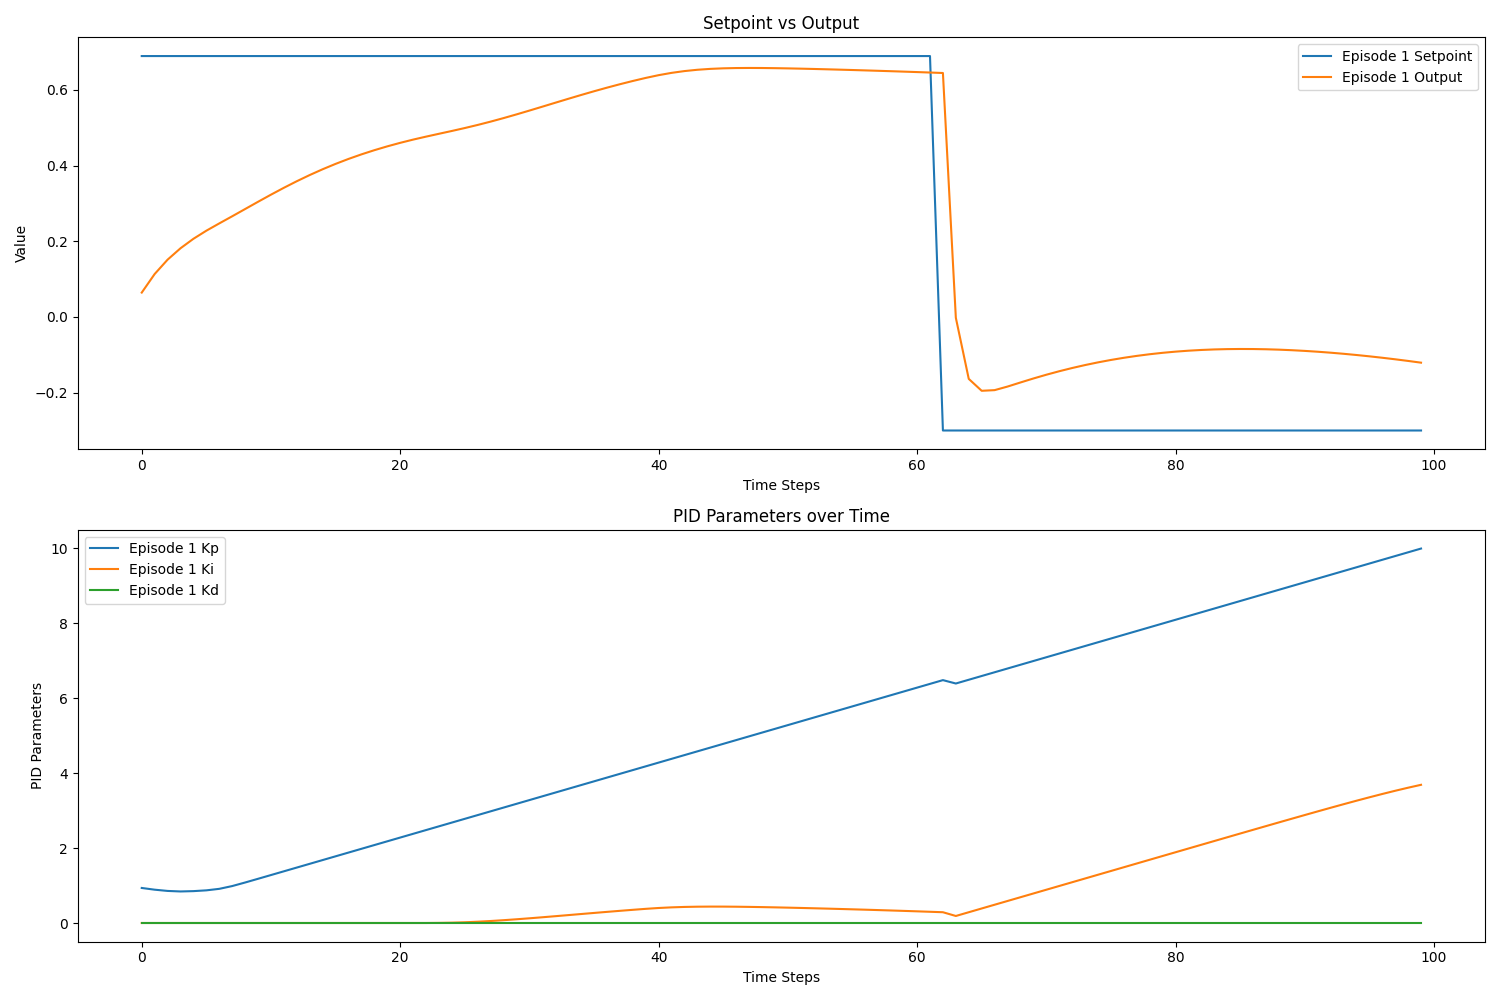 Setpoint vs Output
Episode 1 Setpoint
Episode 1 Output
Value
0.6
0.4
0.2
0.0
−0.2
0 20 40 60 80 100
Time Steps
PID Parameters over Time
Episode 1 Kp
Episode 1 Ki
Episode 1 Kd
PID Parameters
10
8
6
4
2
0
0 20 40 60 80 100
Time Steps